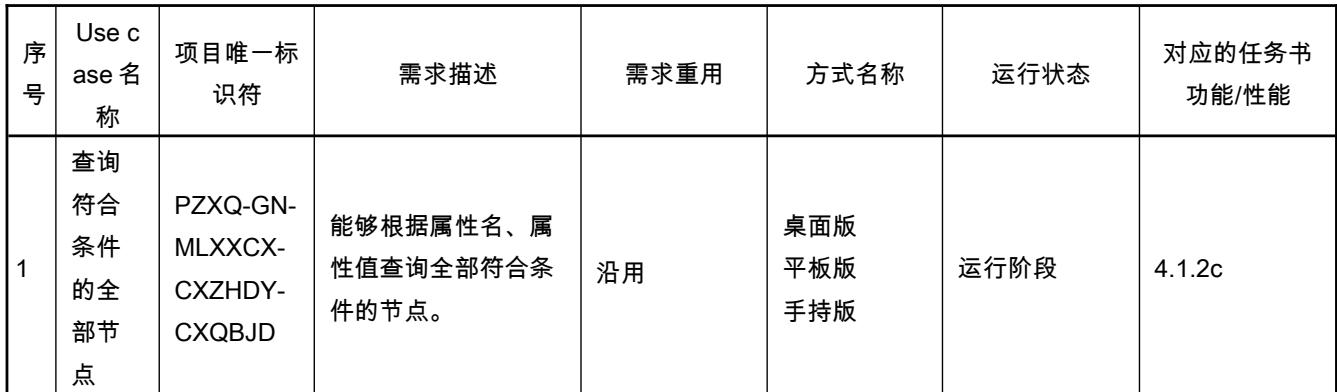 序号
Use case 名称
项目唯一标识符
需求描述
需求重用
方式名称
运行状态
对应的任务书功能/性能
1
查询
符合
条件
的全
部节
点
PZXQ-GN-
MLXXCX-
CXZHDY-
CXQBJD
能够根据属性名、属
性值查询全部符合条
件的节点。
沿用
桌面版
平板版
手持版
运行阶段
4.1.2c